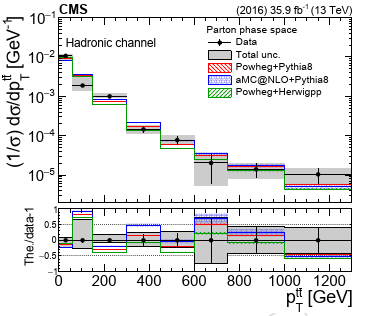 CMS (2016) 35.9 fb⁻¹ (13 TeV)
Hadronic channel
Parton phase space
Data
Total unc.
Powheg+Pythia8
aMC@NLO+Pythia8
Powheg+Herwigpp
(1/σ) dσ/dp_T^{tt̄} [GeV⁻¹]
10⁻¹
10⁻²
10⁻³
10⁻⁴
10⁻⁵
The./data-1
1
0.5
0
−0.5
−1
0 200 400 600 800 1000 1200
p_T^{tt̄} [GeV]